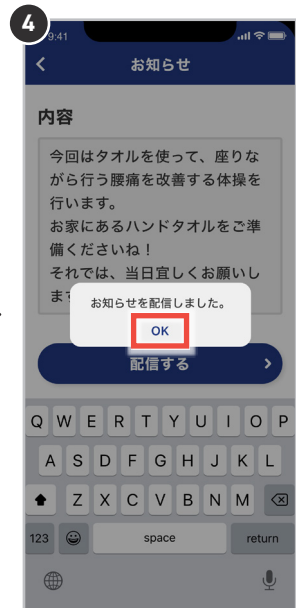 4
9:41
お知らせ
内容
今回はタオルを使って、座りな
がら行う腰痛を改善する体操を
行います。
お家にあるハンドタオルをご準
備くださいね！
それでは、当日宜しくお願いし
ま
お知らせを配信しました。
OK
配信する
Q W E R T Y U I O P
A S D F G H J K L
Z X C V B N M
123 space return